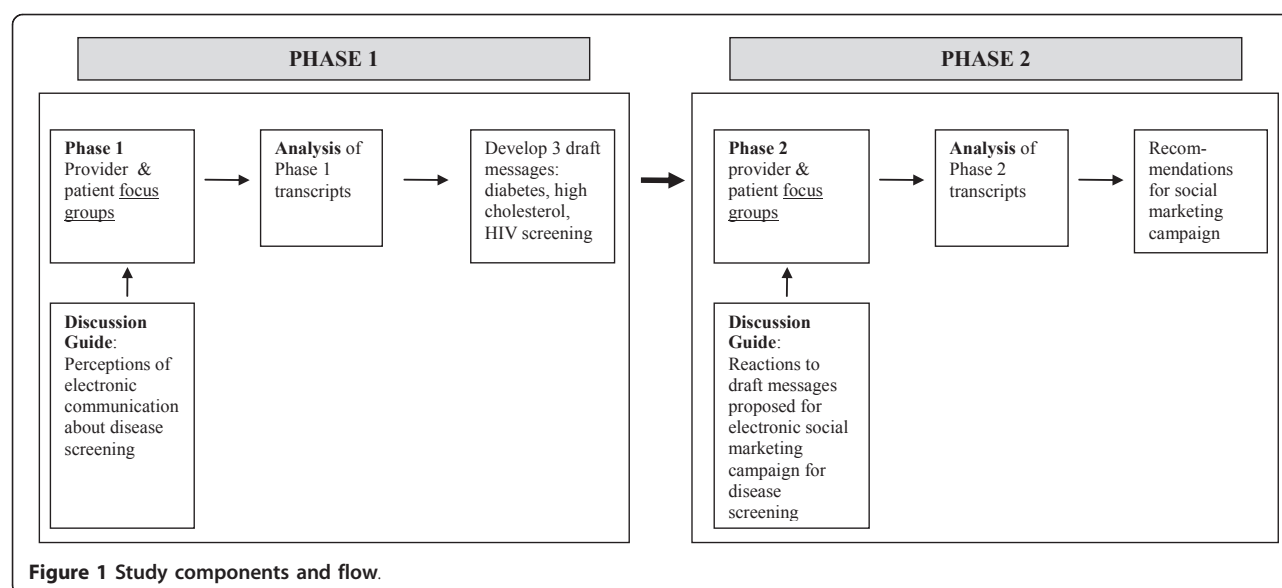 PHASE 1
Phase 1
Provider &
patient focus
groups
Analysis of
Phase 1
transcripts
Develop 3 draft
messages:
diabetes, high
cholesterol,
HIV screening
Discussion
Guide:
Perceptions of
electronic
communication
about disease
screening
PHASE 2
Phase 2
provider &
patient focus
groups
Analysis of
Phase 2
transcripts
Recom-
mendations
for social
marketing
campaign
Discussion
Guide:
Reactions to
draft messages
proposed for
electronic social
marketing
campaign for
disease
screening
Figure 1 Study components and flow.